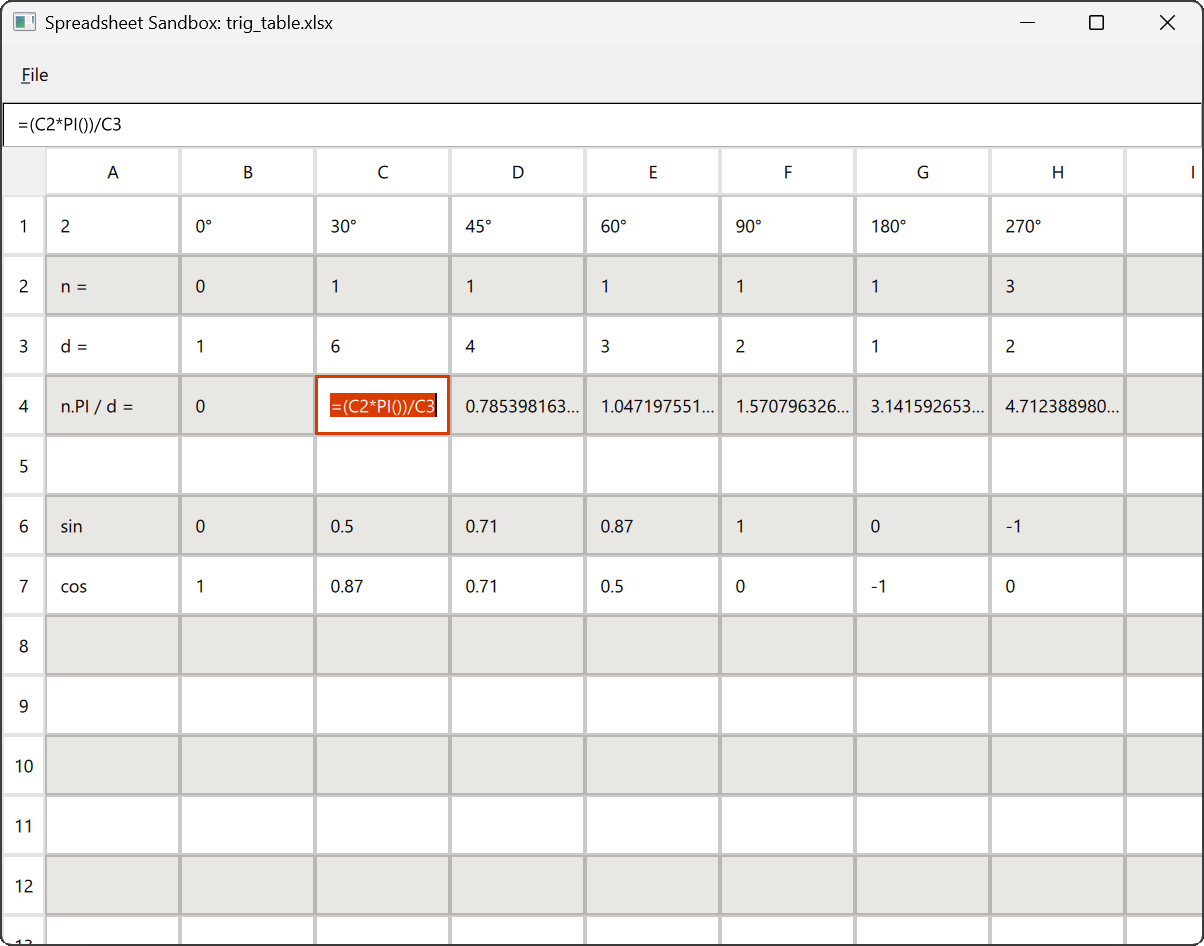 Spreadsheet Sandbox: trig_table.xlsx
File
=(C2*PI())/C3
A B C D E F G H I
1 2 0° 30° 45° 60° 90° 180° 270°
2 n = 0 1 1 1 1 1 3
3 d = 1 6 4 3 2 1 2
4 n.PI / d = 0 =(C2*PI())/C3 0.785398163... 1.047197551... 1.570796326... 3.141592653... 4.712388980...
5
6 sin 0 0.5 0.71 0.87 1 0 -1
7 cos 1 0.87 0.71 0.5 0 -1 0
8
9
10
11
12
13